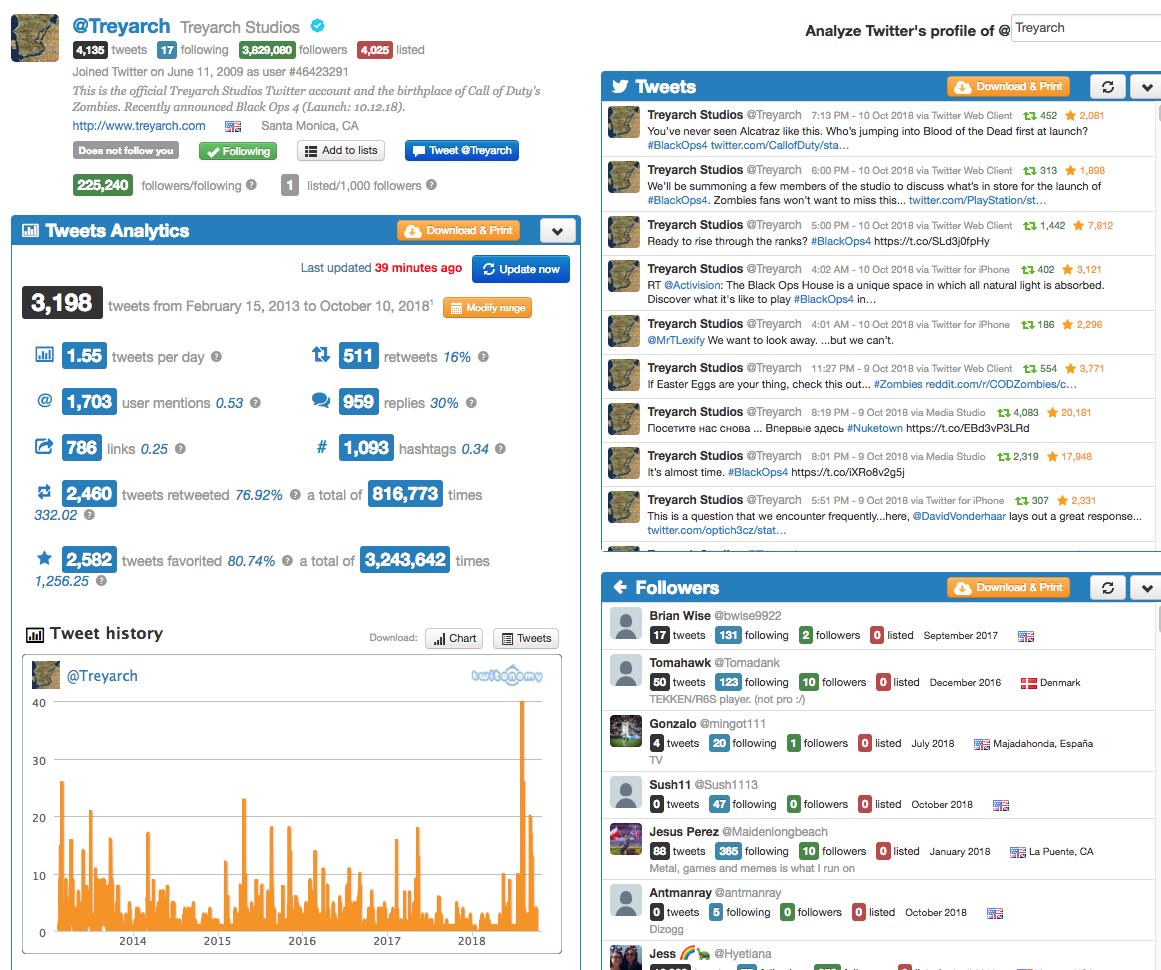 @Treyarch Treyarch Studios
4,135 tweets 17 following 3,829,080 followers 4,025 listed
Joined Twitter on June 11, 2009 as user #46423291
This is the official Treyarch Studios Twitter account and the birthplace of Call of Duty's
Zombies. Recently announced Black Ops 4 (Launch: 10.12.18).
http://www.treyarch.com Santa Monica, CA
Does not follow you Following Add to lists Tweet @Treyarch
225,240 followers/following ? 1 listed/1,000 followers ?
Tweets Analytics Download & Print
Last updated 39 minutes ago Update now
3,198 tweets from February 15, 2013 to October 10, 2018¹ Modify range
1.55 tweets per day ? 511 retweets 16% ?
@ 1,703 user mentions 0.53 ? 959 replies 30% ?
786 links 0.25 ? # 1,093 hashtags 0.34 ?
2,460 tweets retweeted 76.92% ? a total of 816,773 times
332.02 ?
2,582 tweets favorited 80.74% ? a total of 3,243,642 times
1,256.25 ?
Tweet history Download: Chart Tweets
@Treyarch twitonomy
40
30
20
10
0
2014 2015 2016 2017 2018
Analyze Twitter's profile of @ Treyarch
Tweets Download & Print
Treyarch Studios @Treyarch 7:13 PM - 10 Oct 2018 via Twitter Web Client 452 2,081
You've never seen Alcatraz like this. Who's jumping into Blood of the Dead first at launch?
#BlackOps4 twitter.com/CallofDuty/sta…
Treyarch Studios @Treyarch 6:00 PM - 10 Oct 2018 via Twitter Web Client 313 1,898
We'll be summoning a few members of the studio to discuss what's in store for the launch of
#BlackOps4. Zombies fans won't want to miss this... twitter.com/PlayStation/st…
Treyarch Studios @Treyarch 5:00 PM - 10 Oct 2018 via Twitter Web Client 1,442 7,812
Ready to rise through the ranks? #BlackOps4 https://t.co/SLd3j0fpHy
Treyarch Studios @Treyarch 4:02 AM - 10 Oct 2018 via Twitter for iPhone 402 3,121
RT @Activision: The Black Ops House is a unique space in which all natural light is absorbed.
Discover what it's like to play #BlackOps4 in…
Treyarch Studios @Treyarch 4:01 AM - 10 Oct 2018 via Twitter for iPhone 186 2,296
@MrTLexify We want to look away. ...but we can't.
Treyarch Studios @Treyarch 11:27 PM - 9 Oct 2018 via Twitter Web Client 554 3,771
If Easter Eggs are your thing, check this out... #Zombies reddit.com/r/CODZombies/c…
Treyarch Studios @Treyarch 8:19 PM - 9 Oct 2018 via Media Studio 4,083 20,181
Посетите нас снова ... Впервые здесь #Nuketown https://t.co/EBd3vP3LRd
Treyarch Studios @Treyarch 8:01 PM - 9 Oct 2018 via Media Studio 2,319 17,948
It's almost time. #BlackOps4 https://t.co/iXRo8v2g5j
Treyarch Studios @Treyarch 5:51 PM - 9 Oct 2018 via Twitter for iPhone 307 2,331
This is a question that we encounter frequently...here, @DavidVonderhaar lays out a great response...
twitter.com/optich3cz/stat…
Followers Download & Print
Brian Wise @bwise9922
17 tweets 131 following 2 followers 0 listed September 2017
Tomahawk @Tomadank
50 tweets 123 following 10 followers 0 listed December 2016 Denmark
TEKKEN/R6S player. (not pro :/)
Gonzalo @mingot111
4 tweets 20 following 1 followers 0 listed July 2018 Majadahonda, España
TV
Sush11 @Sush1113
0 tweets 47 following 0 followers 0 listed October 2018
Jesus Perez @Maidenlongbeach
88 tweets 365 following 10 followers 0 listed January 2018 La Puente, CA
Metal, games and memes is what I run on
Antmanray @antmanray
0 tweets 5 following 0 followers 0 listed October 2018
Dizogg
Jess 🌈🐢 @Hyetiana